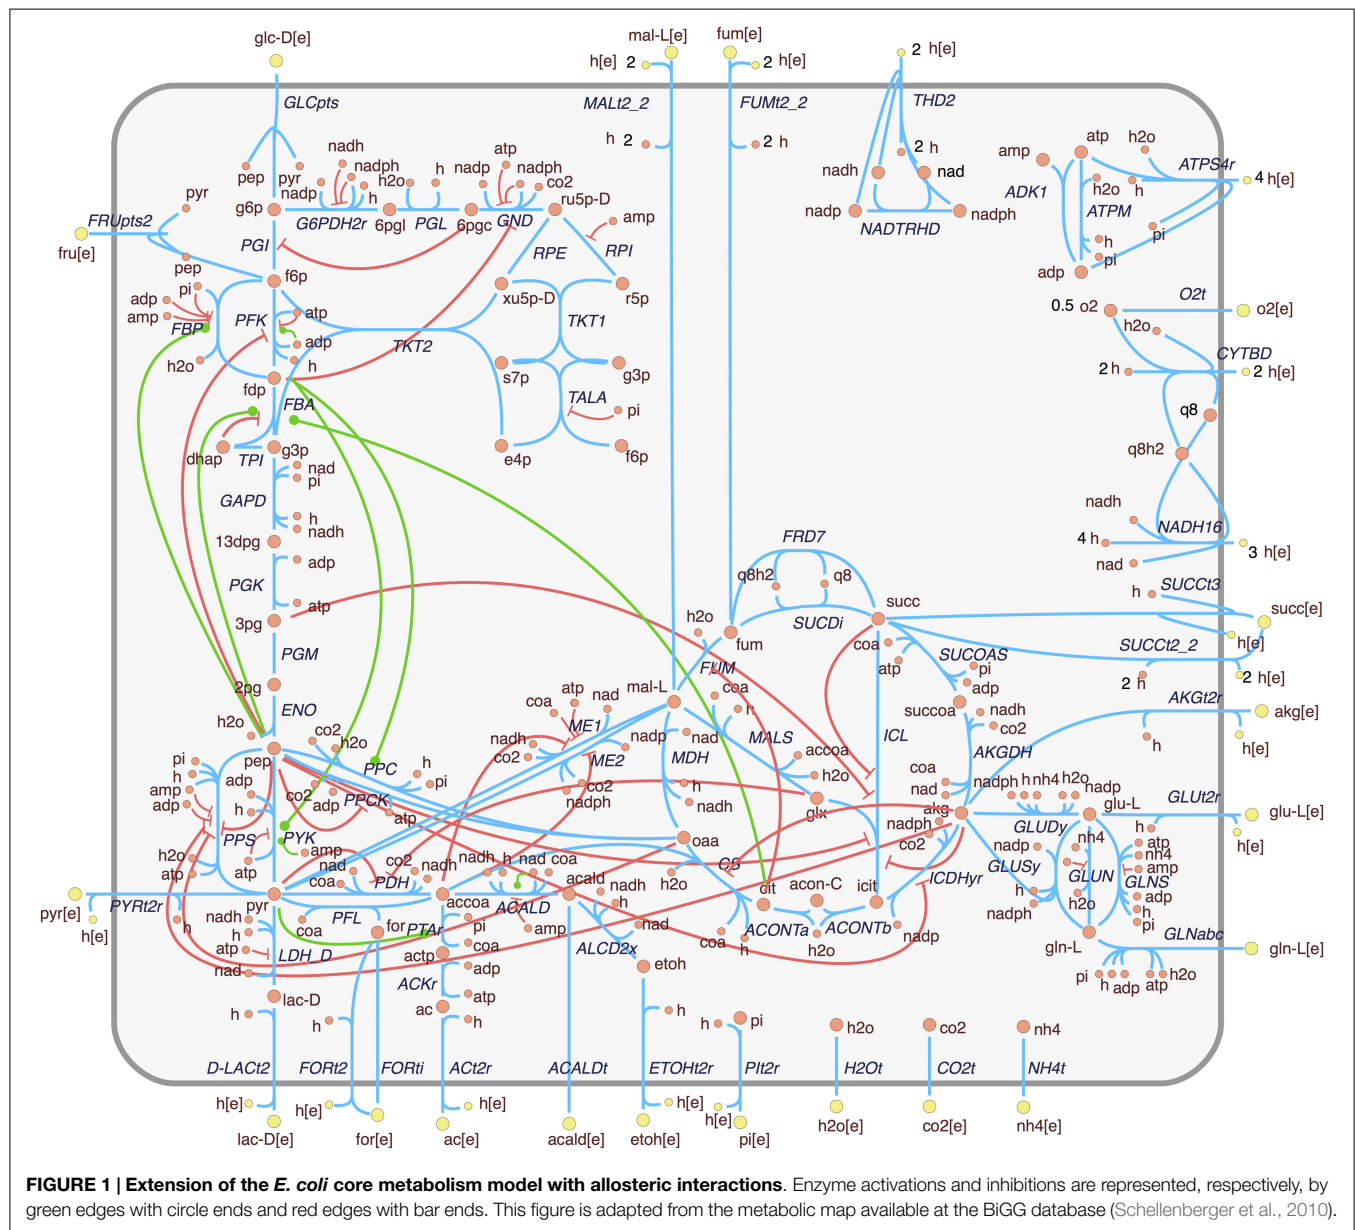 glc-D[e]
mal-L[e]
fum[e]
h[e] 2
2 h[e]
2 h[e]
GLCpts
MALt2_2
FUMt2_2
THD2
h 2
2 h
2 h
pep
pyr
nadh
nadp
nadph
h
h2o
h
nadp
atp
nadph
co2
g6p
G6PDH2r
6pgl
PGL
6pgc
GND
ru5p-D
amp
nadh
nad
nadp
nadph
NADTRHD
amp
atp
h2o
ATPS4r
h
4 h[e]
ADK1
h2o
ATPM
h
pi
pi
adp
FRUpts2
pyr
fru[e]
pep
PGI
RPE
RPI
f6p
xu5p-D
r5p
pi
adp
amp
FBP
h2o
PFK
atp
adp
h
TKT2
TKT1
0.5 o2
O2t
o2[e]
h2o
CYTBD
2 h
2 h[e]
fdp
s7p
g3p
FBA
TALA
pi
q8
dhap
TPI
g3p
e4p
f6p
q8h2
nad
pi
GAPD
h
nadh
nadh
NADH16
4 h
3 h[e]
nad
13dpg
adp
PGK
atp
FRD7
q8h2
q8
SUCDi
succ
h
SUCCt3
succ[e]
h[e]
3pg
h2o
fum
FUM
coa
atp
SUCOAS
pi
adp
SUCCt2_2
2 h
2 h[e]
PGM
2pg
mal-L
coa
h
succoa
nadh
co2
AKGt2r
akg[e]
h
h[e]
ENO
h2o
pep
co2
h2o
PPC
h
pi
coa
atp
nad
ME1
nadh
co2
nadp
ME2
co2
nadph
nad
MDH
h
nadh
MALS
accoa
h2o
glx
ICL
AKGDH
coa
nad
akg
pi
h
amp
adp
adp
h
PPS
h2o
atp
atp
PYK
amp
co2
adp
PPCK
atp
oaa
nadph
co2
nadph
h
nh4
h2o
nadp
glu-L
GLUt2r
glu-L[e]
h
h[e]
GLUDy
nadp
GLUSy
h
nadph
nh4
GLUN
h2o
atp
nh4
amp
GLNS
adp
h
pi
gln-L
GLNabc
gln-L[e]
pi
h
adp
atp
h2o
pyr[e]
h[e]
PYRt2r
h
pyr
nad
coa
PDH
co2
nadh
accoa
nadh
h
nad
coa
ACALD
amp
acald
nadh
h
nad
h2o
CS
cit
coa
h
acon-C
ACONTa
h2o
ACONTb
icit
ICDHyr
nadp
coa
PFL
for
PTAr
pi
coa
nadh
h
atp
nad
LDH_D
lac-D
h
actp
ACKr
adp
atp
ac
h
ALCD2x
etoh
h
h
pi
h
h2o
co2
nh4
D-LACt2
FORt2
FORti
ACt2r
ACALDt
ETOHt2r
PIt2r
H2Ot
CO2t
NH4t
h[e]
h[e]
h[e]
h[e]
h[e]
lac-D[e]
for[e]
ac[e]
acald[e]
etoh[e]
pi[e]
h2o[e]
co2[e]
nh4[e]
FIGURE 1 | Extension of the E. coli core metabolism model with allosteric interactions. Enzyme activations and inhibitions are represented, respectively, by
green edges with circle ends and red edges with bar ends. This figure is adapted from the metabolic map available at the BiGG database (Schellenberger et al., 2010).